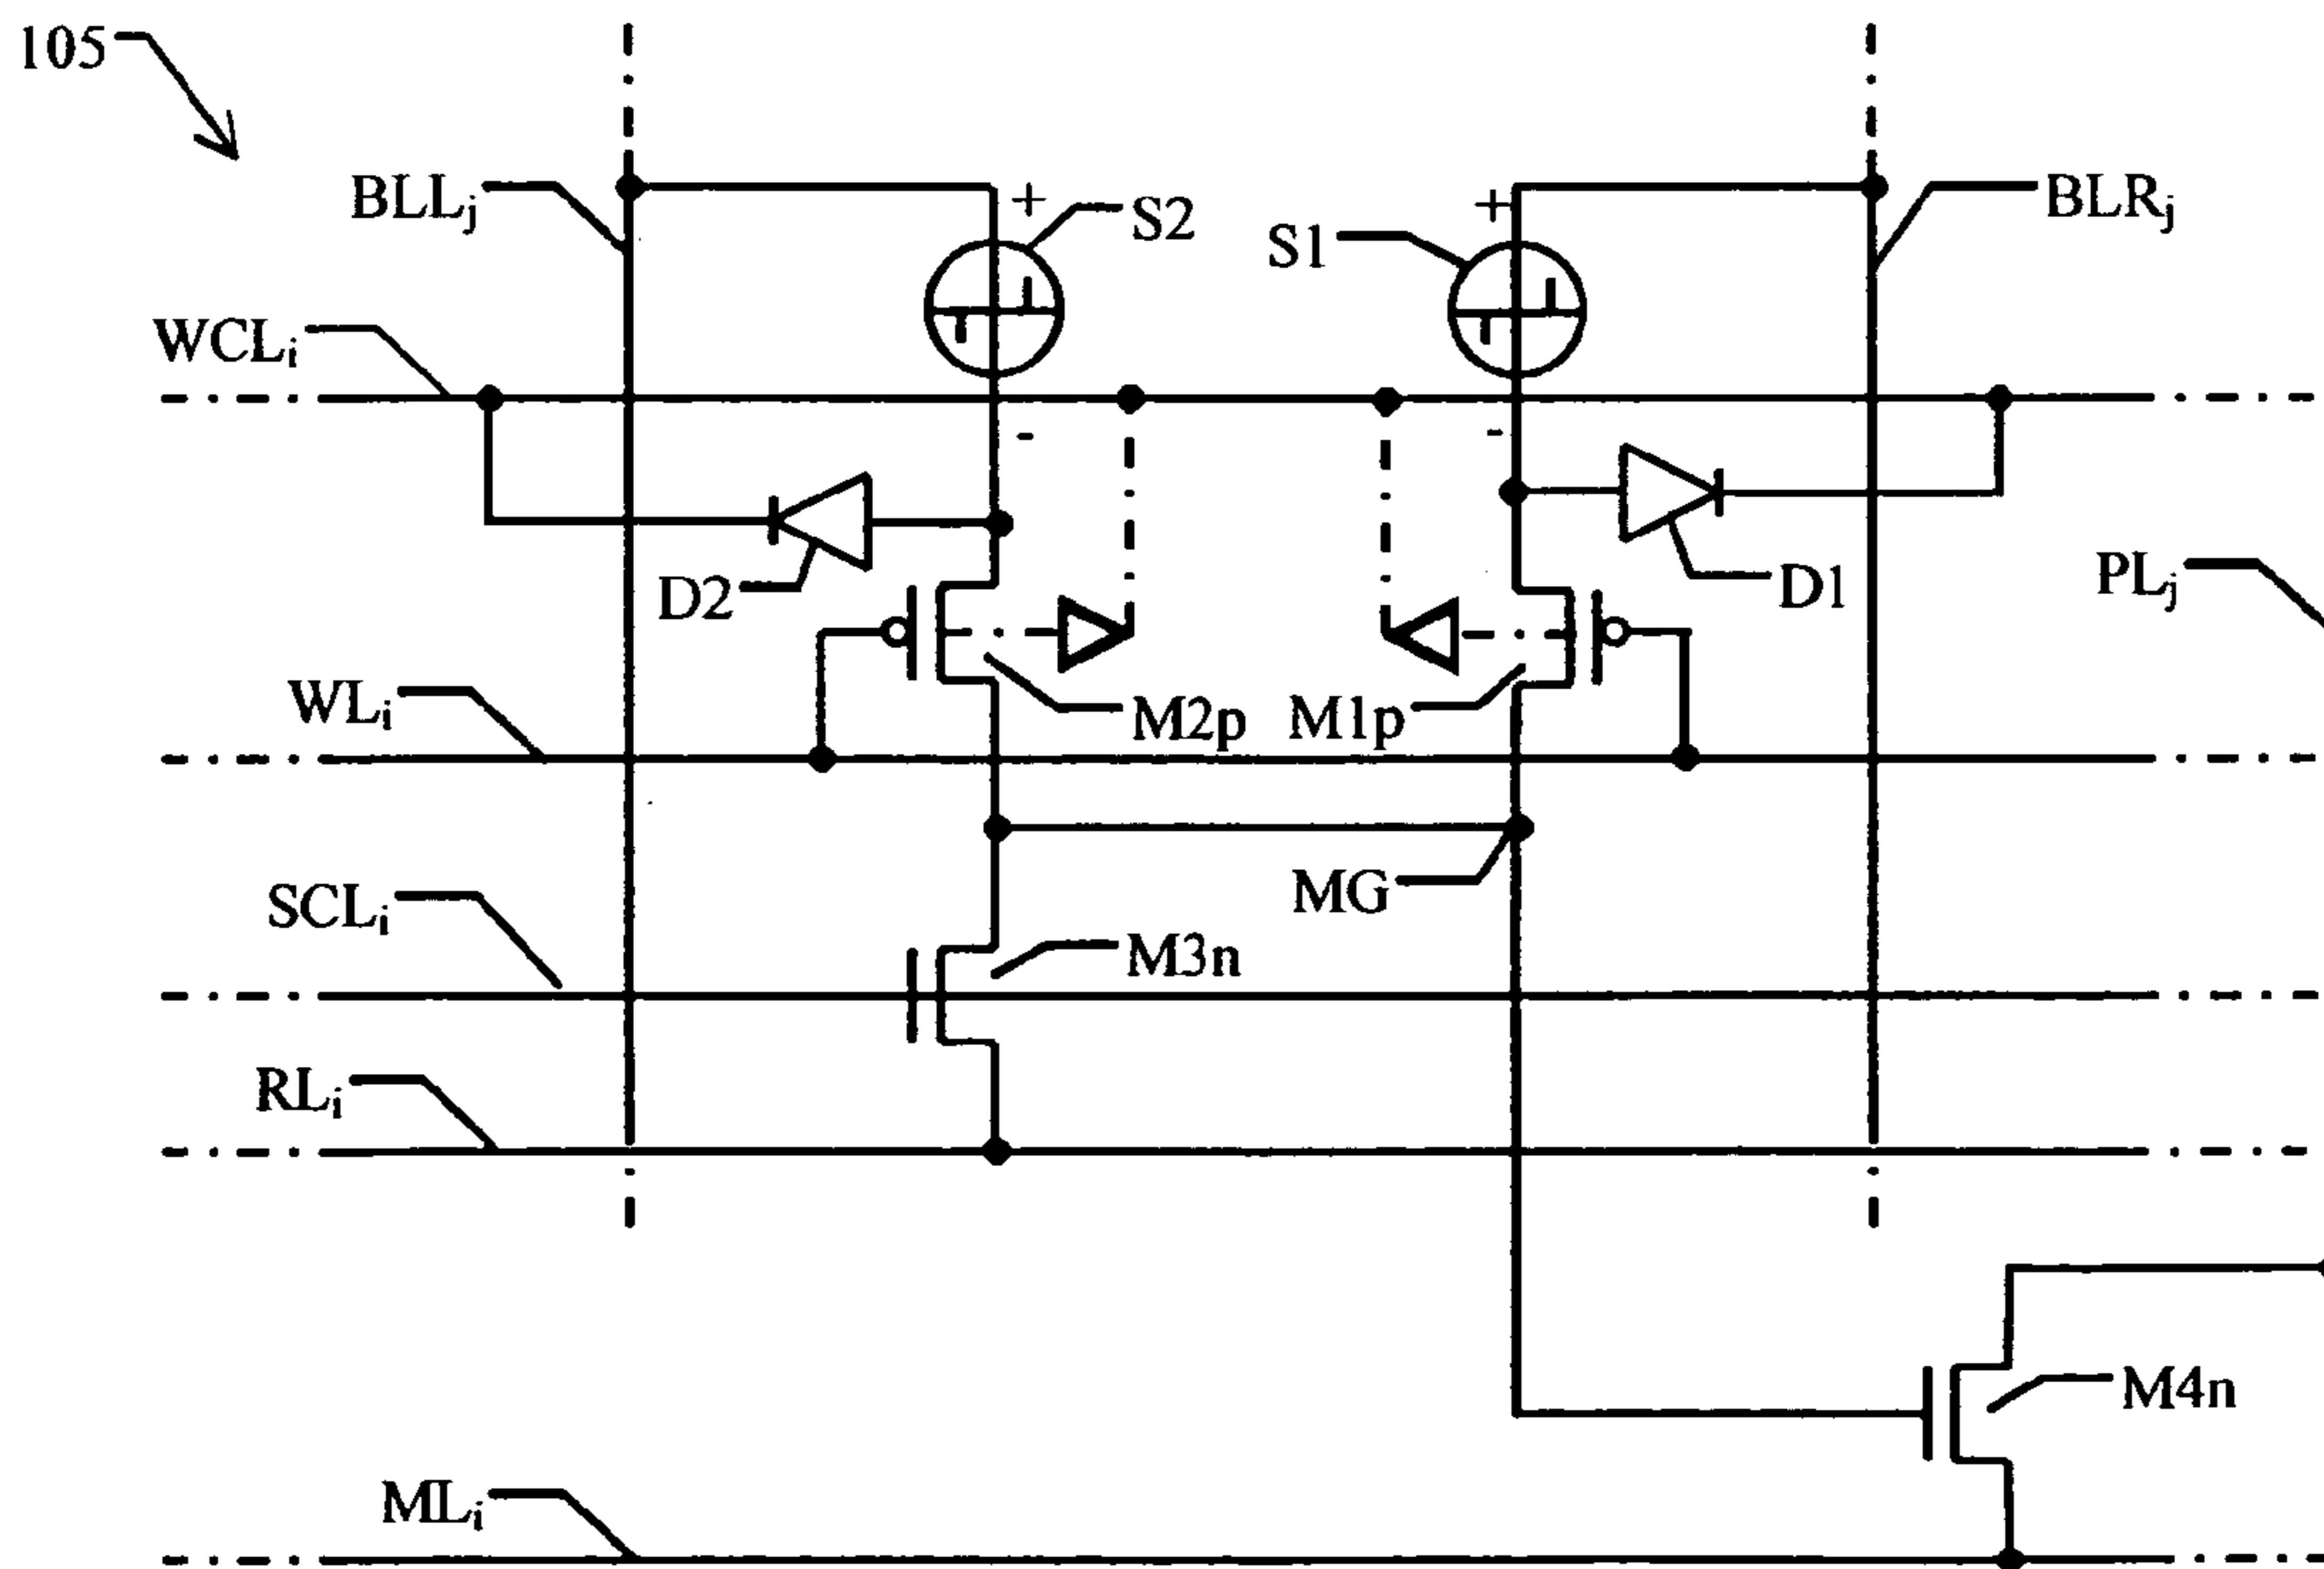 105
BLLj
S2
S1
BLRj
WCLi
D2
D1
PLj
WLi
M2p
M1p
SCLi
MG
M3n
RLi
M4n
MLi